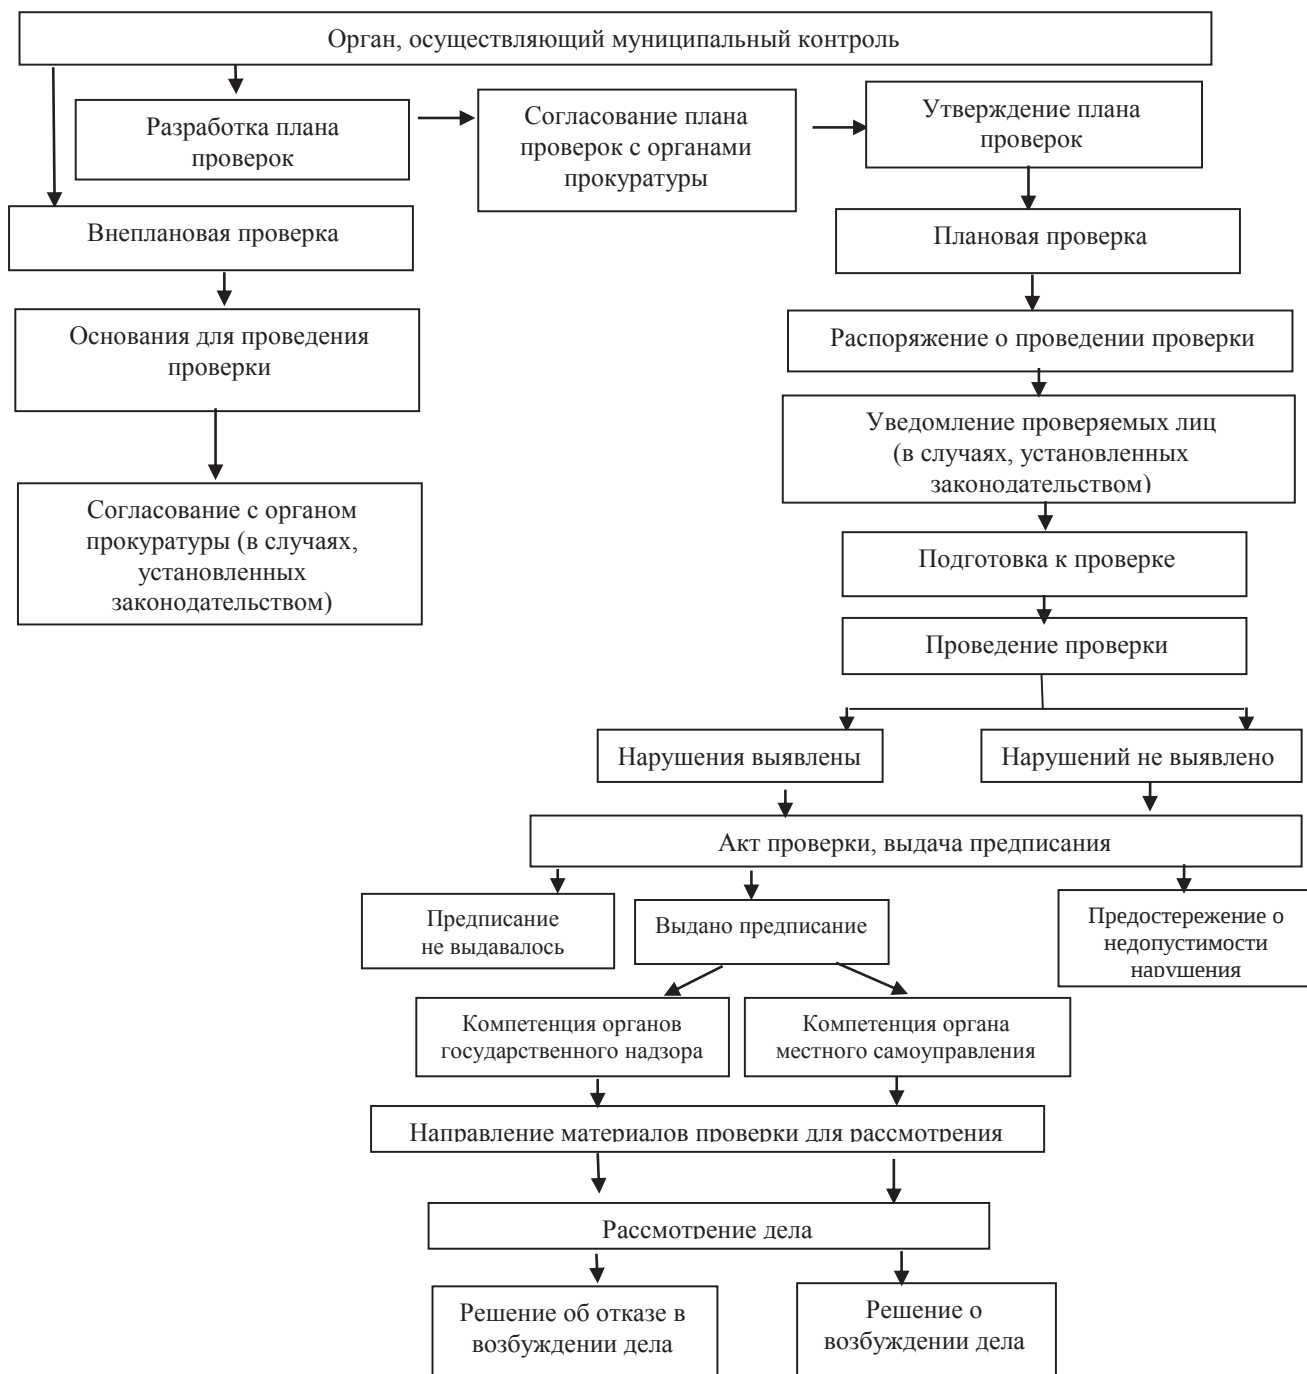 Орган, осуществляющий муниципальный контроль
Разработка плана
проверок
Согласование плана
проверок с органами
прокуратуры
Утверждение плана
проверок
Внеплановая проверка
Плановая проверка
Основания для проведения
проверки
Распоряжение о проведении проверки
Уведомление проверяемых лиц
(в случаях, установленных
законодательством)
Согласование с органом
прокуратуры (в случаях,
установленных
законодательством)
Подготовка к проверке
Проведение проверки
Нарушения выявлены
Нарушений не выявлено
Акт проверки, выдача предписания
Предписание
не выдавалось
Выдано предписание
Предостережение о
недопустимости
нарушения
Компетенция органов
государственного надзора
Компетенция органа
местного самоуправления
Направление материалов проверки для рассмотрения
Рассмотрение дела
Решение об отказе в
возбуждении дела
Решение о
возбуждении дела